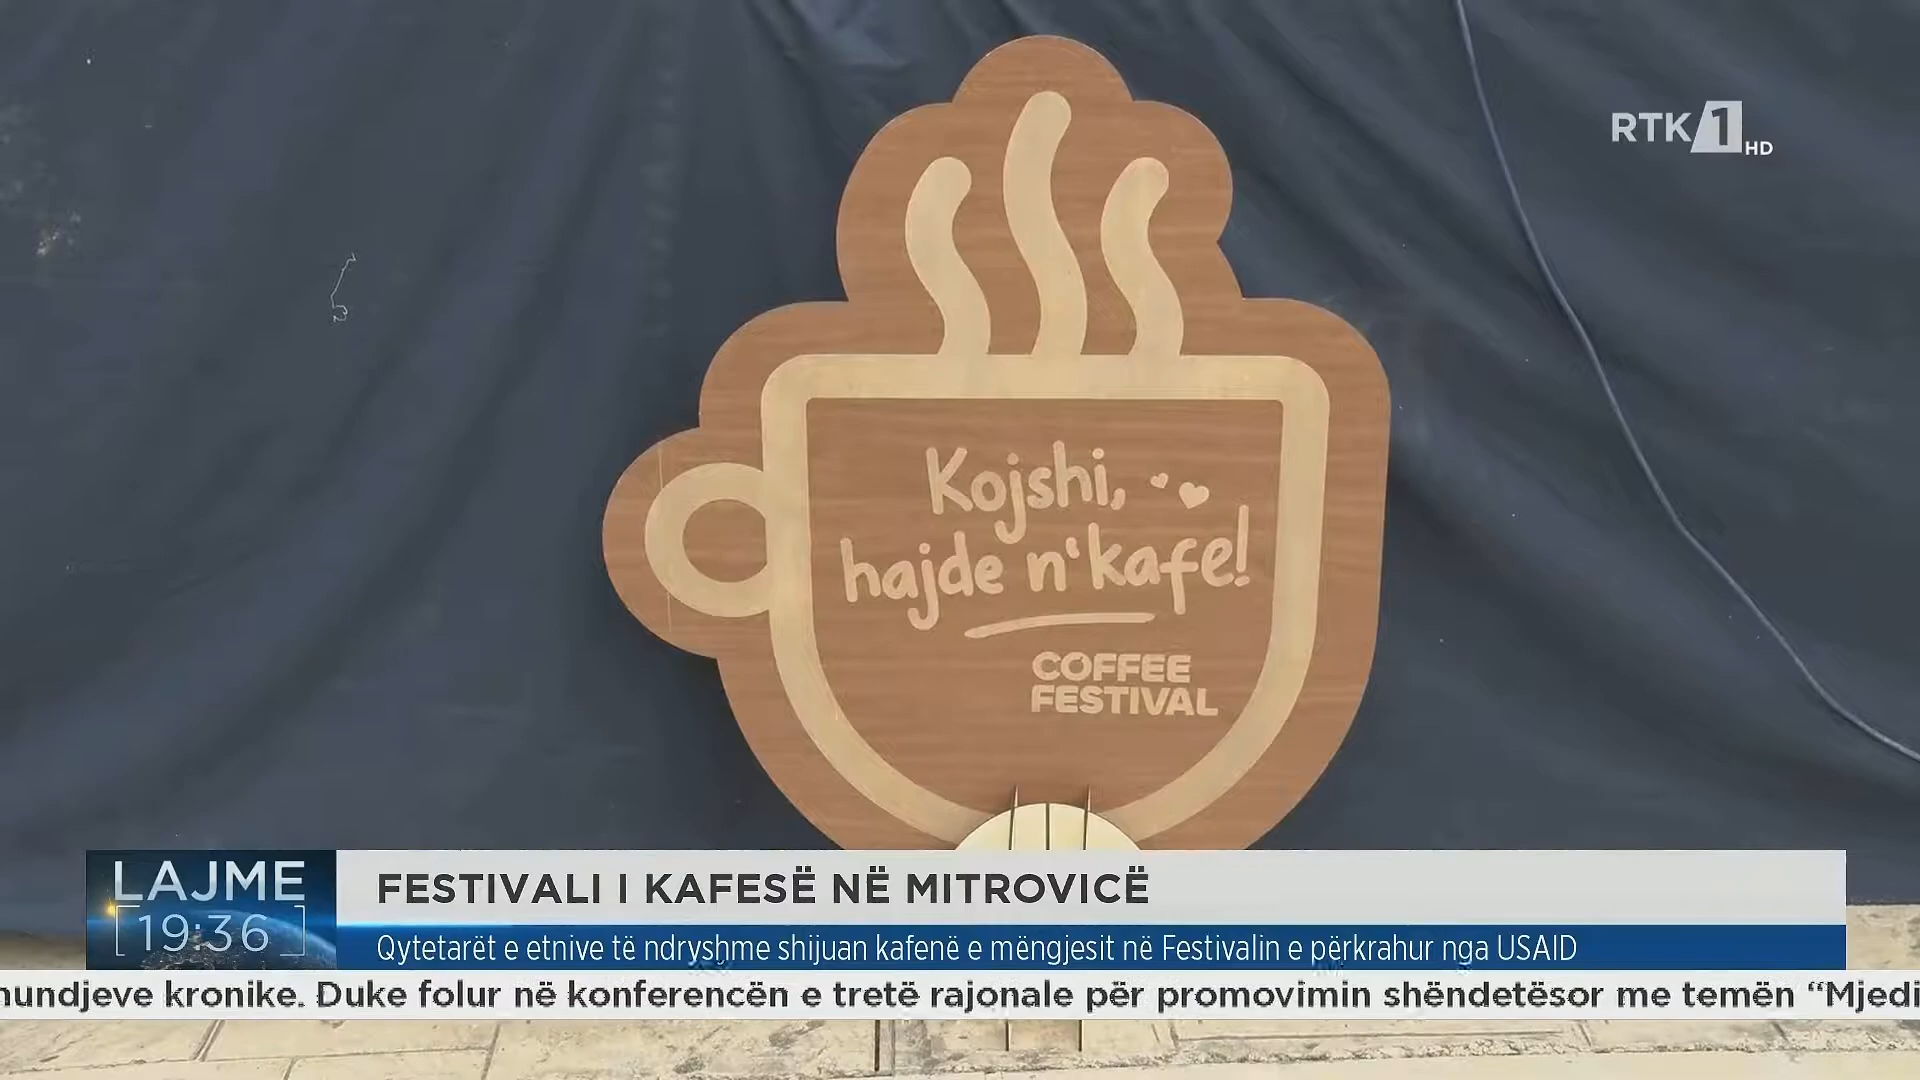 RTK 1 HD
Kojshi,
hajde n'kafe!
COFFEE
FESTIVAL
LAJME
19:36
FESTIVALI I KAFESË NË MITROVICË
Qytetarët e etnive të ndryshme shijuan kafenë e mëngjesit në Festivalin e përkrahur nga USAID
kronike. Duke folur në konferencën e tretë rajonale për promovimin shëndetësor me temën “Mjedi